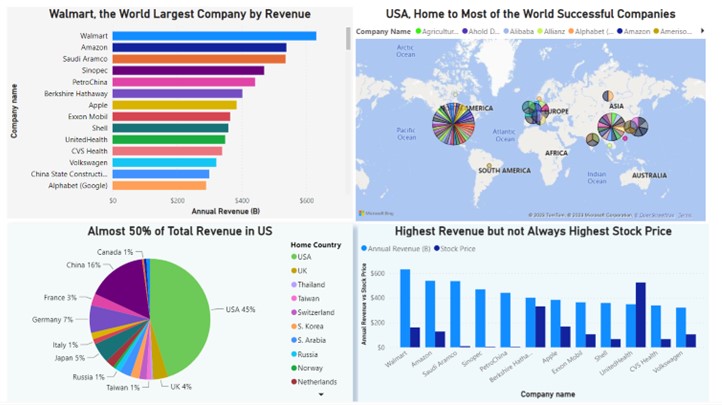 Walmart, the World Largest Company by Revenue
Company name
Walmart
Amazon
Saudi Aramco
Sinopec
PetroChina
Berkshire Hathaway
Apple
Exxon Mobil
Shell
UnitedHealth
CVS Health
Volkswagen
China State Constructi...
Alphabet (Google)
$0 $200 $400 $600
Annual Revenue (B)
USA, Home to Most of the World Successful Companies
Company Name Agricultur... Ahold D... Alibaba Allianz Alphabet (... Amazon Ameriso...
Arctic
Ocean
AMERICA
EUROPE
ASIA
Pacific
Ocean
Atlantic
Ocean
AFRICA
SOUTH AMERICA
Indian
Ocean
AUSTRALIA
Microsoft Bing
Almost 50% of Total Revenue in US
Canada 1%
China 16%
France 3%
Germany 7%
Italy 1%
Japan 5%
Russia 1%
Taiwan 1%
UK 4%
USA 45%
Home Country
USA
UK
Thailand
Taiwan
Switzerland
S. Korea
S. Arabia
Russia
Norway
Netherlands
Highest Revenue but not Always Highest Stock Price
Annual Revenue (B) Stock Price
Annual Revenue vs Stock Price
$600
$400
$200
$0
Walmart
Amazon
Saudi Aramco
Sinopec
PetroChina
Berkshire Hatha...
Apple
Exxon Mobil
Shell
UnitedHealth
CVS Health
Volkswagen
Company name